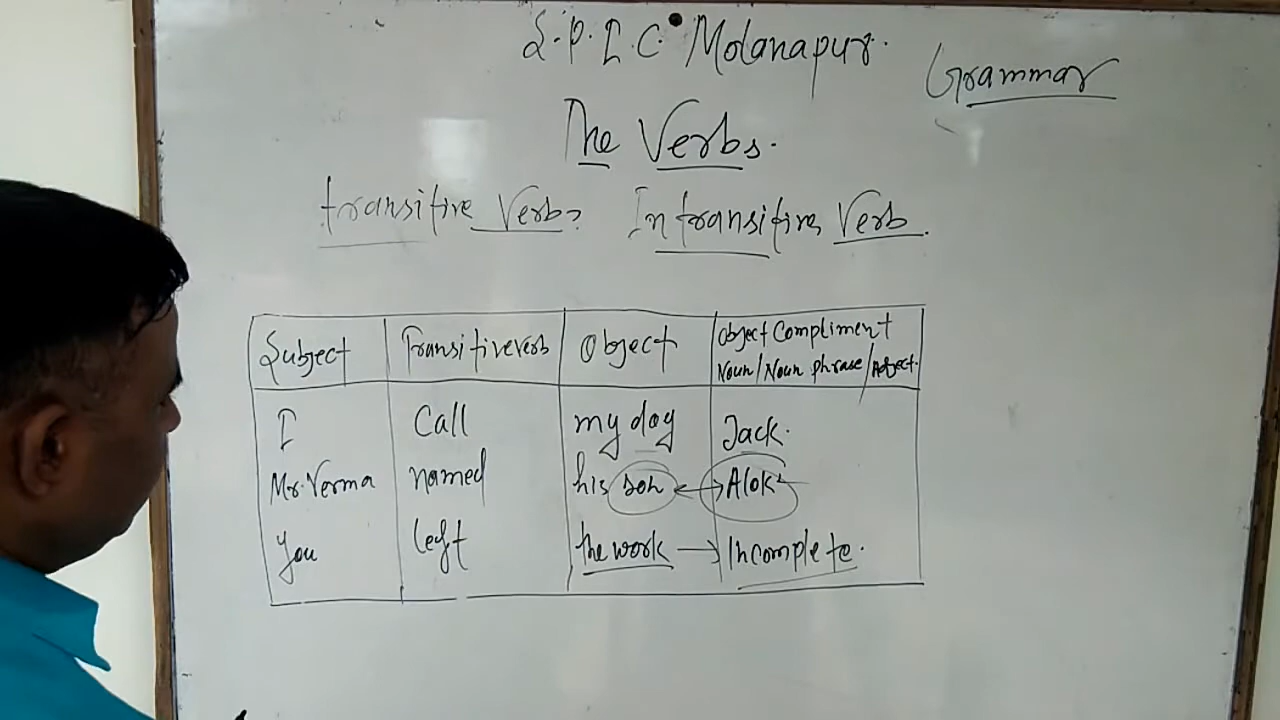 S.P.I.C. Molanapur.
Grammar
The Verbs.
transitive Verb? Intransitive Verb.
Subject Transitive verb Object Object Compliment
Noun/Noun phrase/Adject.
I Call my dog Jack.
Mr. Verma named his son Alok
You left the work Incomplete.